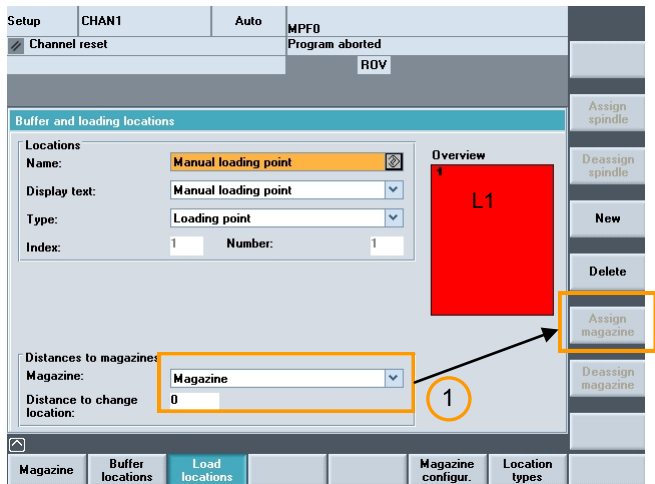 Setup CHAN1 Auto MPF0
Channel reset Program aborted
ROV
Buffer and loading locations
Assign
spindle
Locations
Name: Manual loading point
Overview
Deassign
spindle
1
L1
Display text: Manual loading point
Type: Loading point
New
Index: 1 Number: 1
Delete
Assign
magazine
Distances to magazines
Magazine: Magazine
Deassign
magazine
Distance to change
location: 0
1
Magazine
Buffer
locations
Load
locations
Magazine
configur.
Location
types